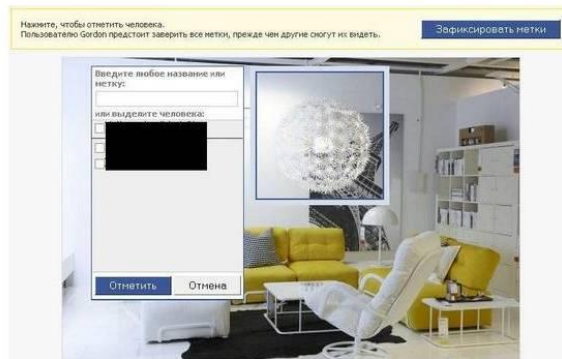 Нажмите, чтобы отметить человека.
Пользователю Gordon предстоит заверить все метки, прежде чем другие смогут их видеть.
Зафиксировать метки
Введите любое название или
метку:
или выделите человека:
Отметить
Отмена